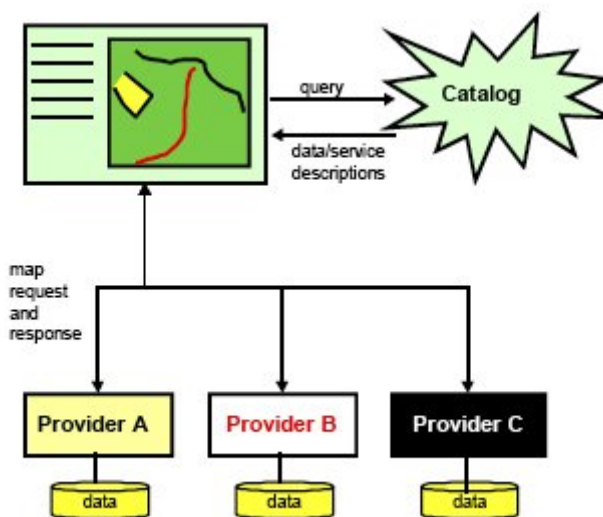 query
Catalog
data/service
descriptions
map
request
and
response
Provider A
Provider B
Provider C
data
data
data